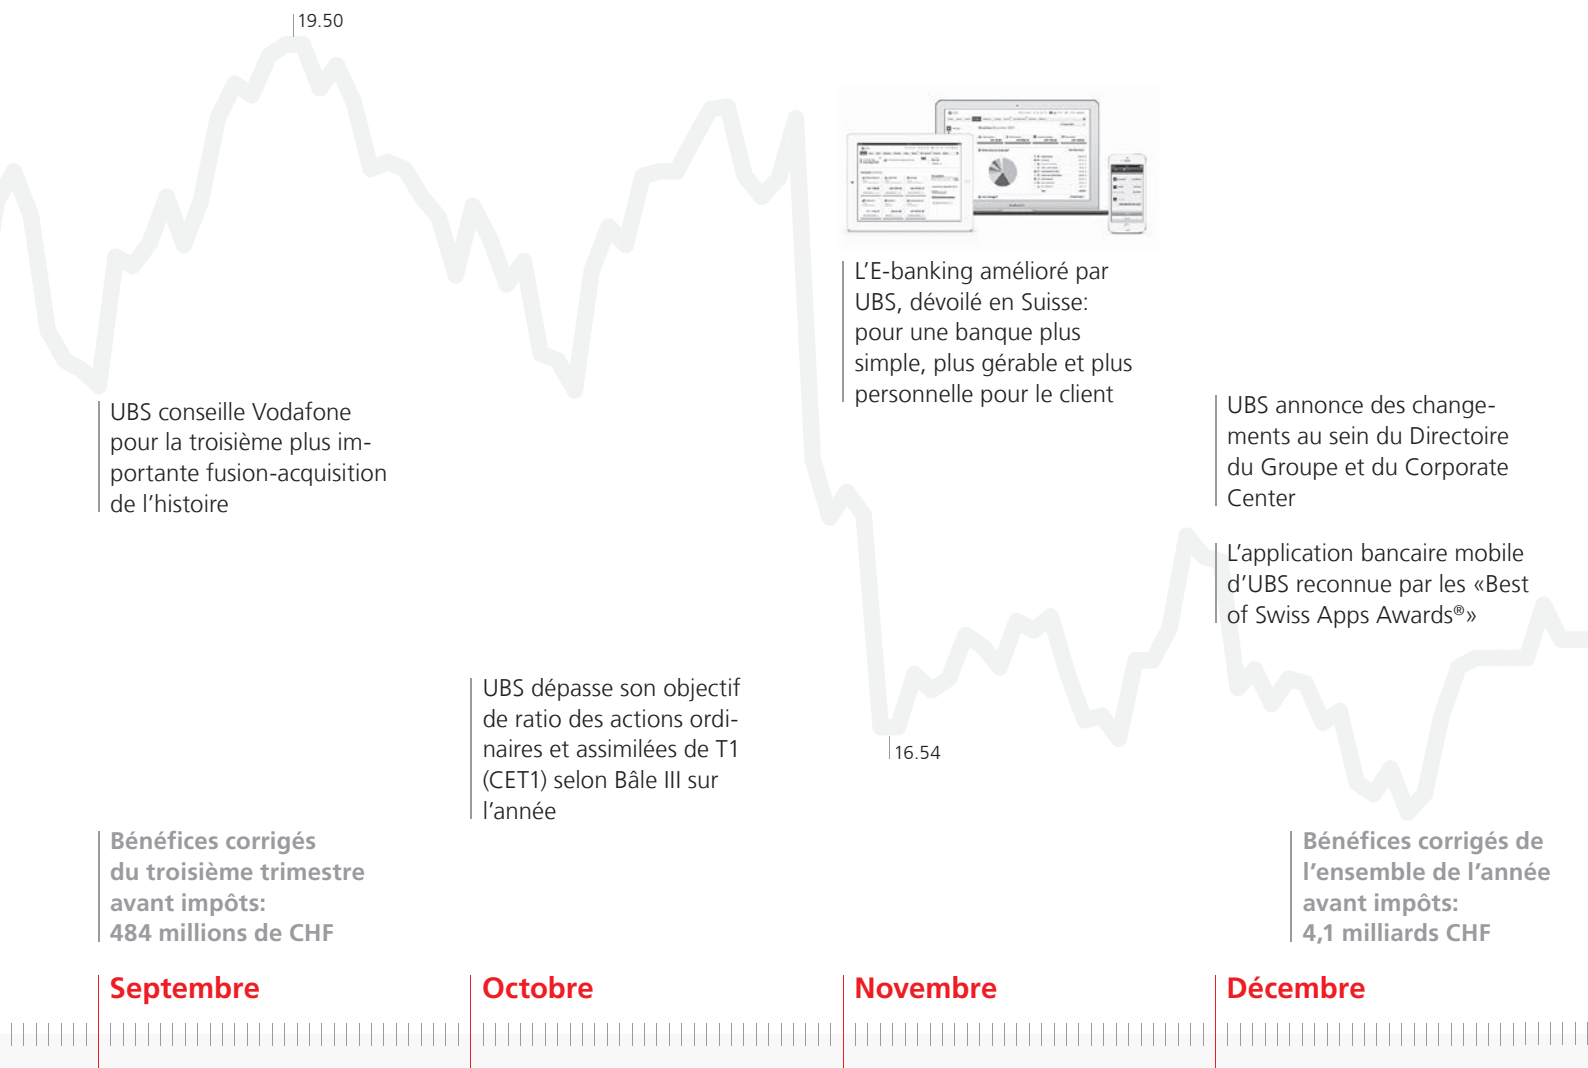 19.50
L’E-banking amélioré par
UBS, dévoilé en Suisse:
pour une banque plus
simple, plus gérable et plus
personnelle pour le client
UBS conseille Vodafone
pour la troisième plus im-
portante fusion-acquisition
de l’histoire
UBS annonce des change-
ments au sein du Directoire
du Groupe et du Corporate
Center
L’application bancaire mobile
d’UBS reconnue par les «Best
of Swiss Apps Awards®»
UBS dépasse son objectif
de ratio des actions ordi-
naires et assimilées de T1
(CET1) selon Bâle III sur
l’année
16.54
Bénéfices corrigés
du troisième trimestre
avant impôts:
484 millions de CHF
Bénéfices corrigés de
l’ensemble de l’année
avant impôts:
4,1 milliards CHF
Septembre
Octobre
Novembre
Décembre